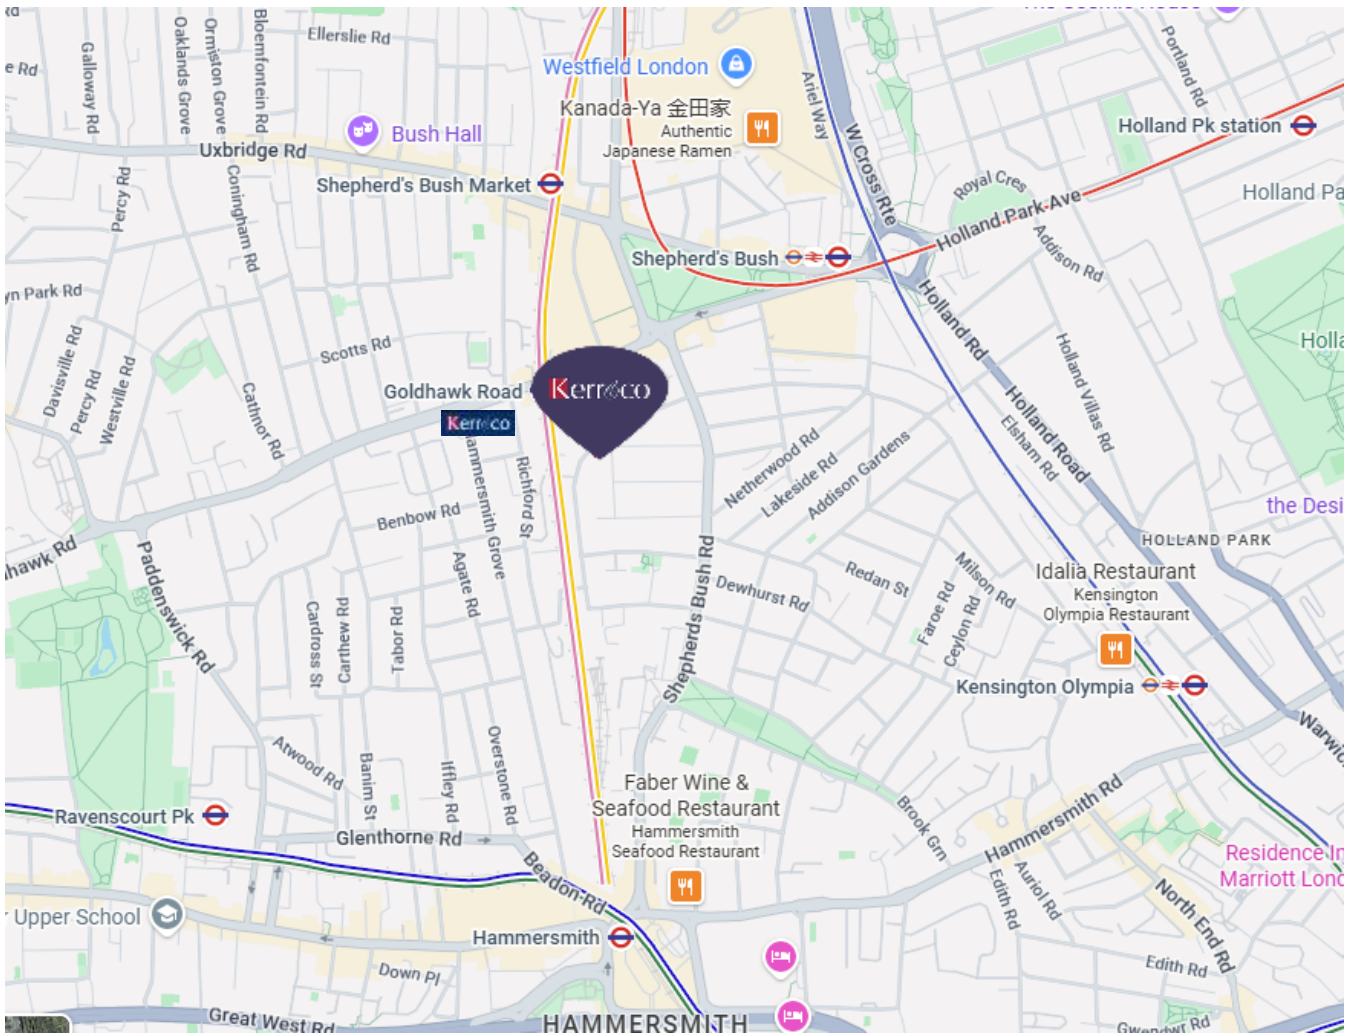 Ellerslie Rd
Galloway Rd
Oaklands Grove
Ormiston Grove
Bloemfontein Rd
e Rd
Westfield London
Kanada-Ya 金田家
Authentic
Japanese Ramen
Ariel Way
W Cross Rte
Portland Rd
Holland Pk station
Bush Hall
Uxbridge Rd
Shepherd's Bush Market
Percy Rd
Coningham Rd
Royal Cres
Holland Park Ave
Holland Pa
Addison Rd
Shepherd's Bush
yn Park Rd
Holland Rd
Davisville Rd
Percy Rd
Westville Rd
Scotts Rd
Holland Villas Rd
Holla
Cathnor Rd
Goldhawk Road
Kerr&co
Kerr&co
Holland Road
Elsham Rd
Hammersmith Grove
Richford St
Netherwood Rd
Lakeside Rd
Addison Gardens
Benbow Rd
the Desi
HOLLAND PARK
hawk Rd
Paddenswick Rd
Agate Rd
Shepherds Bush Rd
Dewhurst Rd
Redan St
Milson Rd
Faroe Rd
Ceylon Rd
Idalia Restaurant
Kensington
Olympia Restaurant
Kensington Olympia
Cardross St
Carthew Rd
Tabor Rd
Warwic
Atwood Rd
Banim St
Iffley Rd
Overstone Rd
Faber Wine &
Seafood Restaurant
Hammersmith
Seafood Restaurant
Ravenscourt Pk
Glenthorne Rd
Beadon Rd
Brook Grn
Hammersmith Rd
Edith Rd
Auriol Rd
Residence In
Marriott Lond
North End Rd
r Upper School
Hammersmith
Down Pl
Edith Rd
Great West Rd
HAMMERSMITH
Gwendwr Rd